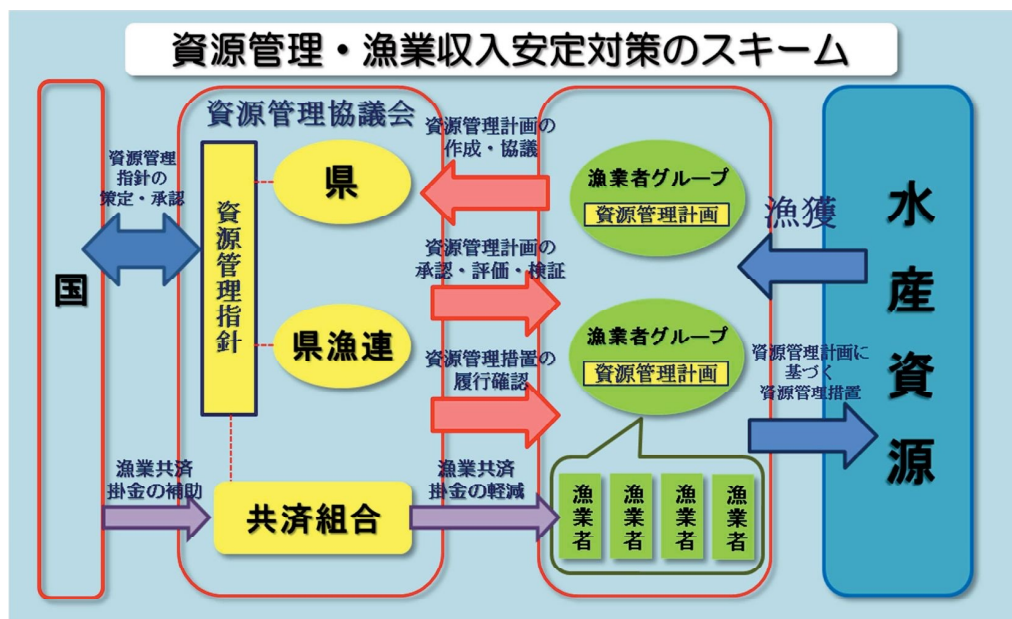 資源管理・漁業収入安定対策のスキーム
国
資源管理
指針の
策定・承認
資源管理協議会
資源管理指針
県
県漁連
資源管理計画の
作成・協議
資源管理計画の
承認・評価・検証
資源管理措置の
履行確認
漁業者グループ
資源管理計画
漁業者グループ
資源管理計画
漁獲
資源管理計画に
基づく
資源管理措置
水産資源
漁業共済
掛金の補助
共済組合
漁業共済
掛金の軽減
漁業者
漁業者
漁業者
漁業者